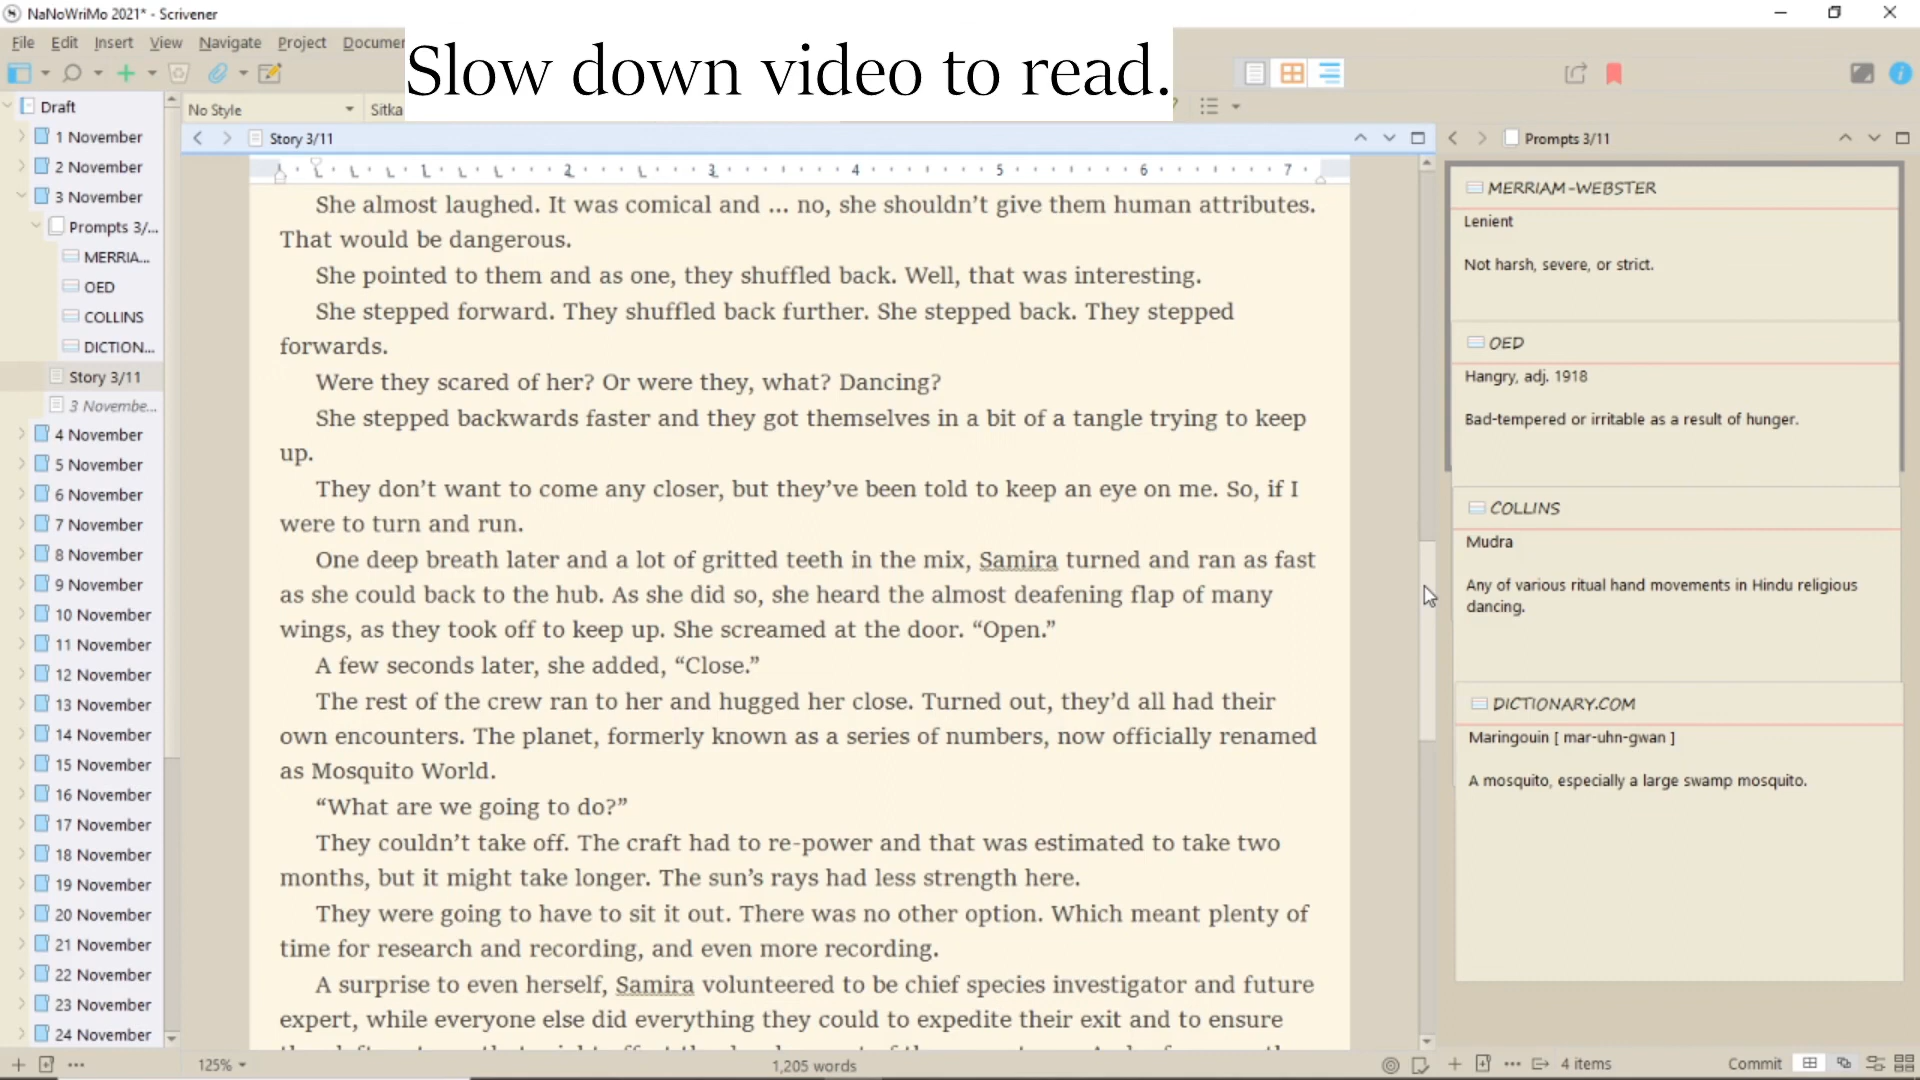 NaNoWriMo 2021* - Scrivener
File Edit Insert View Navigate Project
Slow down video to read.
No Style
Sitka
Draft
1 November
2 November
3 November
Prompts 3/...
MERRIA...
OED
COLLINS
DICTION...
Story 3/11
3 Novembe...
4 November
5 November
6 November
7 November
8 November
9 November
10 November
11 November
12 November
13 November
14 November
15 November
16 November
17 November
18 November
19 November
20 November
21 November
22 November
23 November
24 November
Story 3/11
1 2 3 4 5 6 7
She almost laughed. It was comical and ... no, she shouldn’t give them human attributes.
That would be dangerous.
She pointed to them and as one, they shuffled back. Well, that was interesting.
She stepped forward. They shuffled back further. She stepped back. They stepped
forwards.
Were they scared of her? Or were they, what? Dancing?
She stepped backwards faster and they got themselves in a bit of a tangle trying to keep
up.
They don’t want to come any closer, but they’ve been told to keep an eye on me. So, if I
were to turn and run.
One deep breath later and a lot of gritted teeth in the mix, Samira turned and ran as fast
as she could back to the hub. As she did so, she heard the almost deafening flap of many
wings, as they took off to keep up. She screamed at the door. “Open.”
A few seconds later, she added, “Close.”
The rest of the crew ran to her and hugged her close. Turned out, they’d all had their
own encounters. The planet, formerly known as a series of numbers, now officially renamed
as Mosquito World.
“What are we going to do?”
They couldn’t take off. The craft had to re-power and that was estimated to take two
months, but it might take longer. The sun’s rays had less strength here.
They were going to have to sit it out. There was no other option. Which meant plenty of
time for research and recording, and even more recording.
A surprise to even herself, Samira volunteered to be chief species investigator and future
expert, while everyone else did everything they could to expedite their exit and to ensure
Prompts 3/11
MERRIAM-WEBSTER
Lenient
Not harsh, severe, or strict.
OED
Hangry, adj. 1918
Bad-tempered or irritable as a result of hunger.
COLLINS
Mudra
Any of various ritual hand movements in Hindu religious
dancing.
DICTIONARY.COM
Maringouin [ mar-uhn-gwan ]
A mosquito, especially a large swamp mosquito.
125%
1,205 words
4 items
Commit